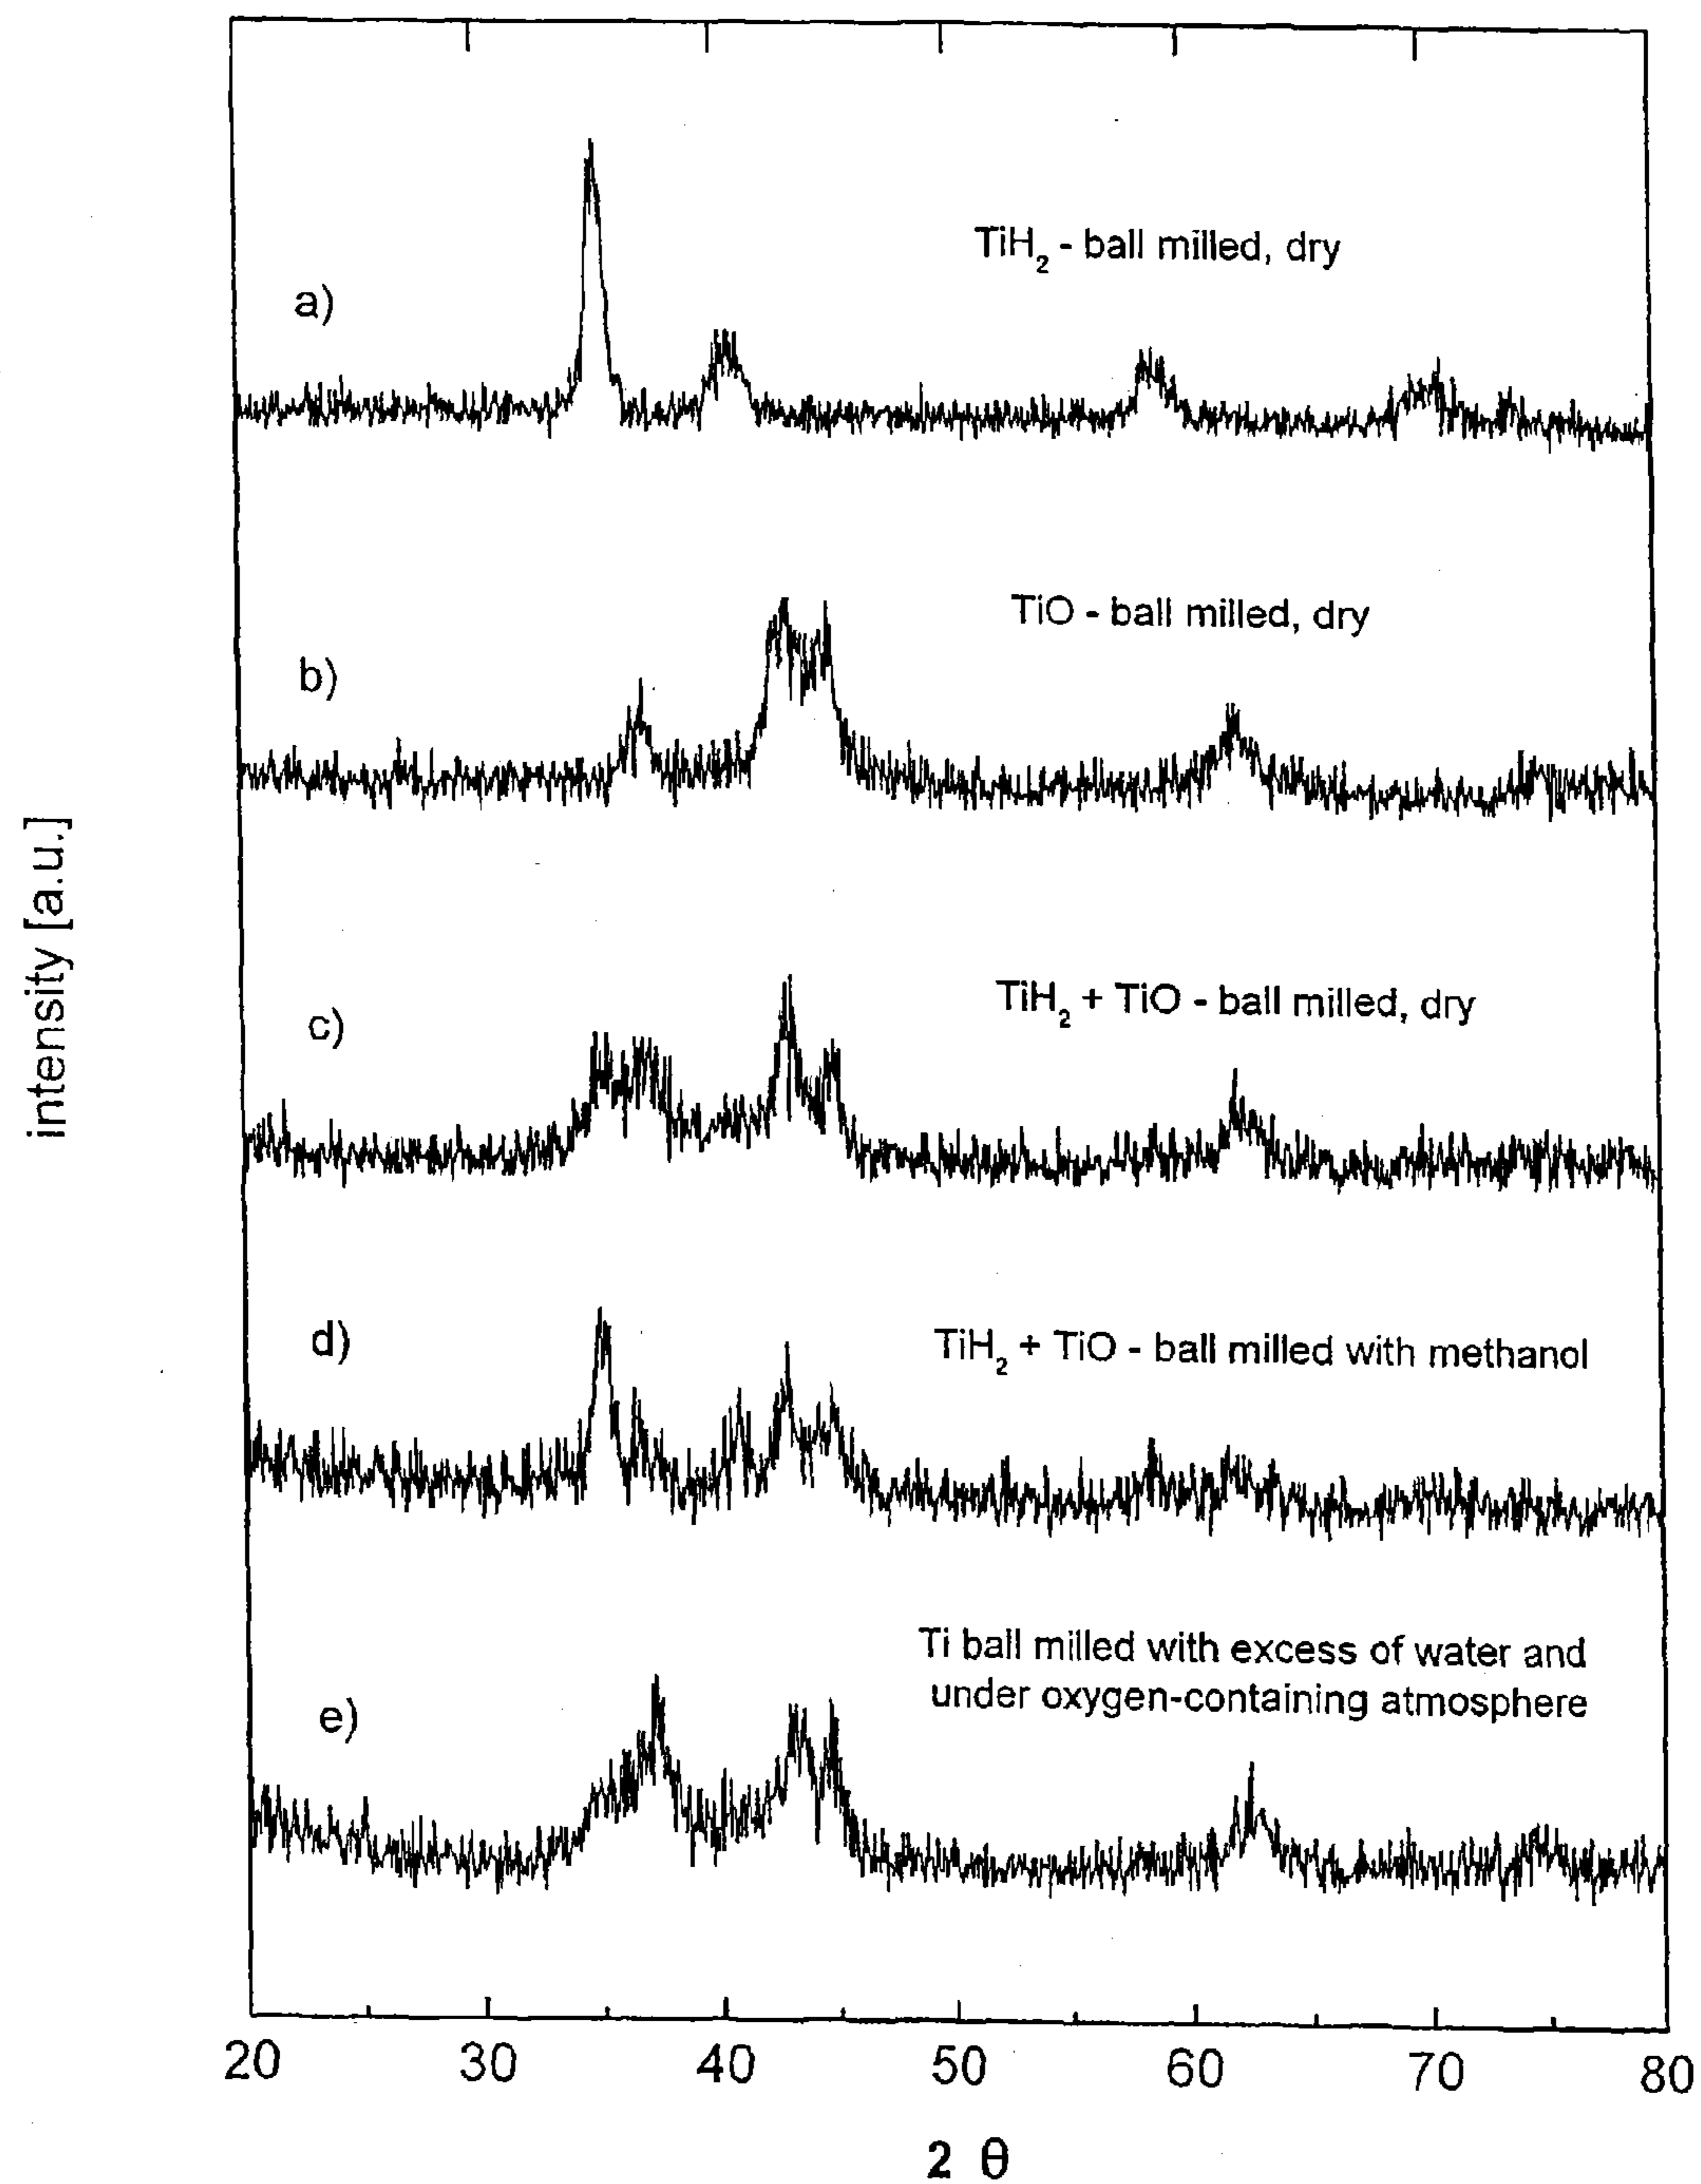 a)
TiH₂ - ball milled, dry
b)
TiO - ball milled, dry
c)
TiH₂ + TiO - ball milled, dry
d)
TiH₂ + TiO - ball milled with methanol
e)
Ti ball milled with excess of water and
under oxygen-containing atmosphere
intensity [a.u.]
20 30 40 50 60 70 80
2 θ